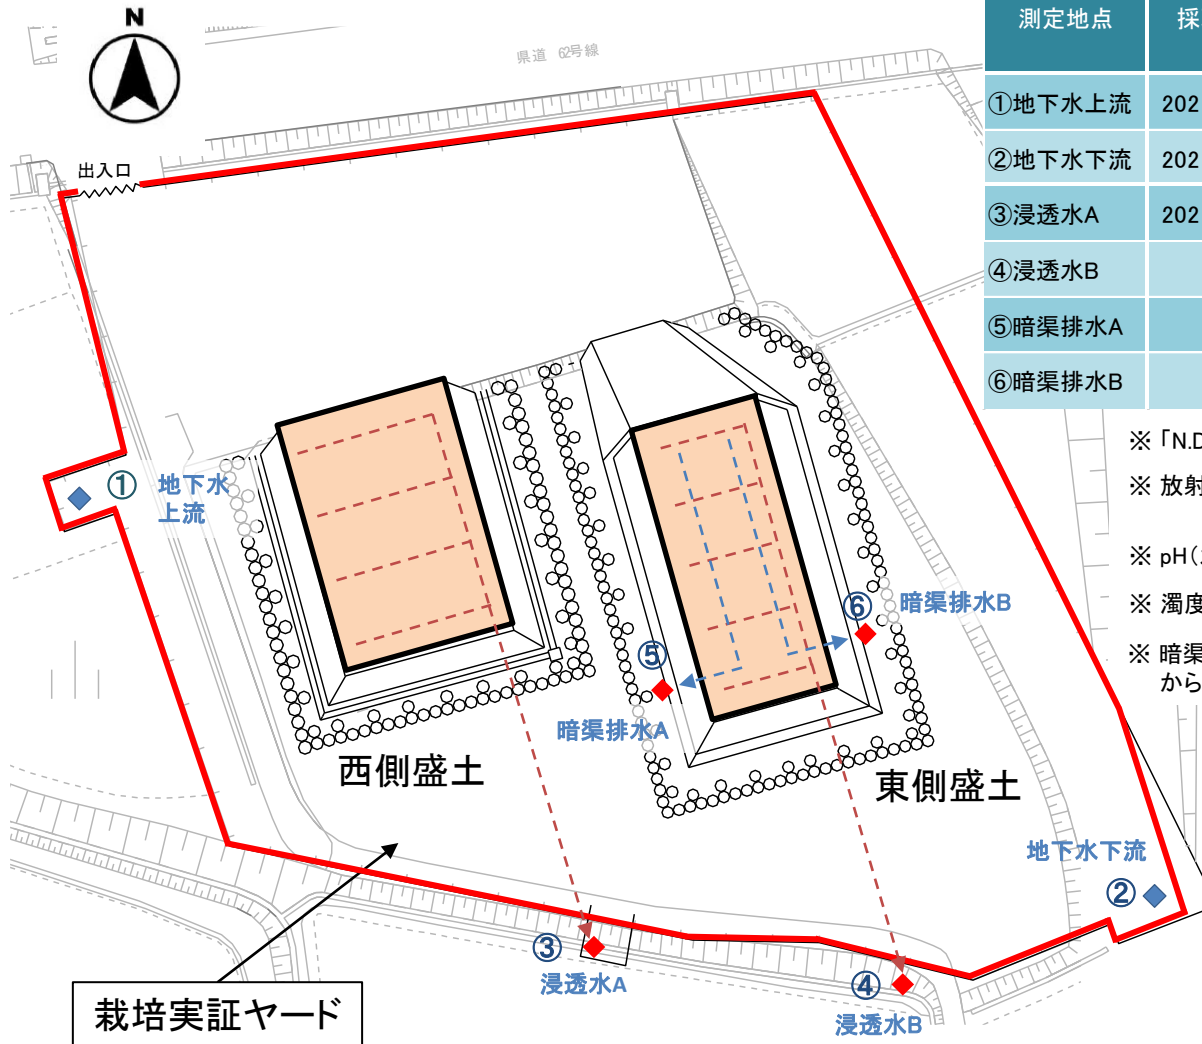 N
県道 62号線
出入口
測定地点
採
①地下水上流
202
②地下水下流
202
③浸透水A
202
④浸透水B
⑤暗渠排水A
⑥暗渠排水B
※「N.D
※ 放射
※ pH(
※ 濁度
※ 暗渠
から
①
地下水
上流
⑥
暗渠排水B
⑤
暗渠排水A
西側盛土
東側盛土
地下水下流
②
③
浸透水A
④
浸透水B
栽培実証ヤード